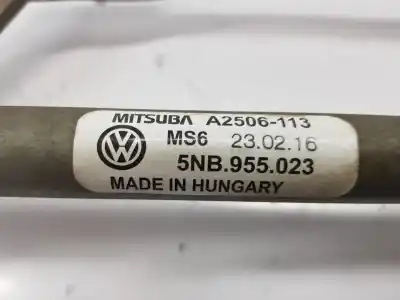 MITSUBA A2506-113
MS6 23.02.16
5NB.955.023
MADE IN HUNGARY